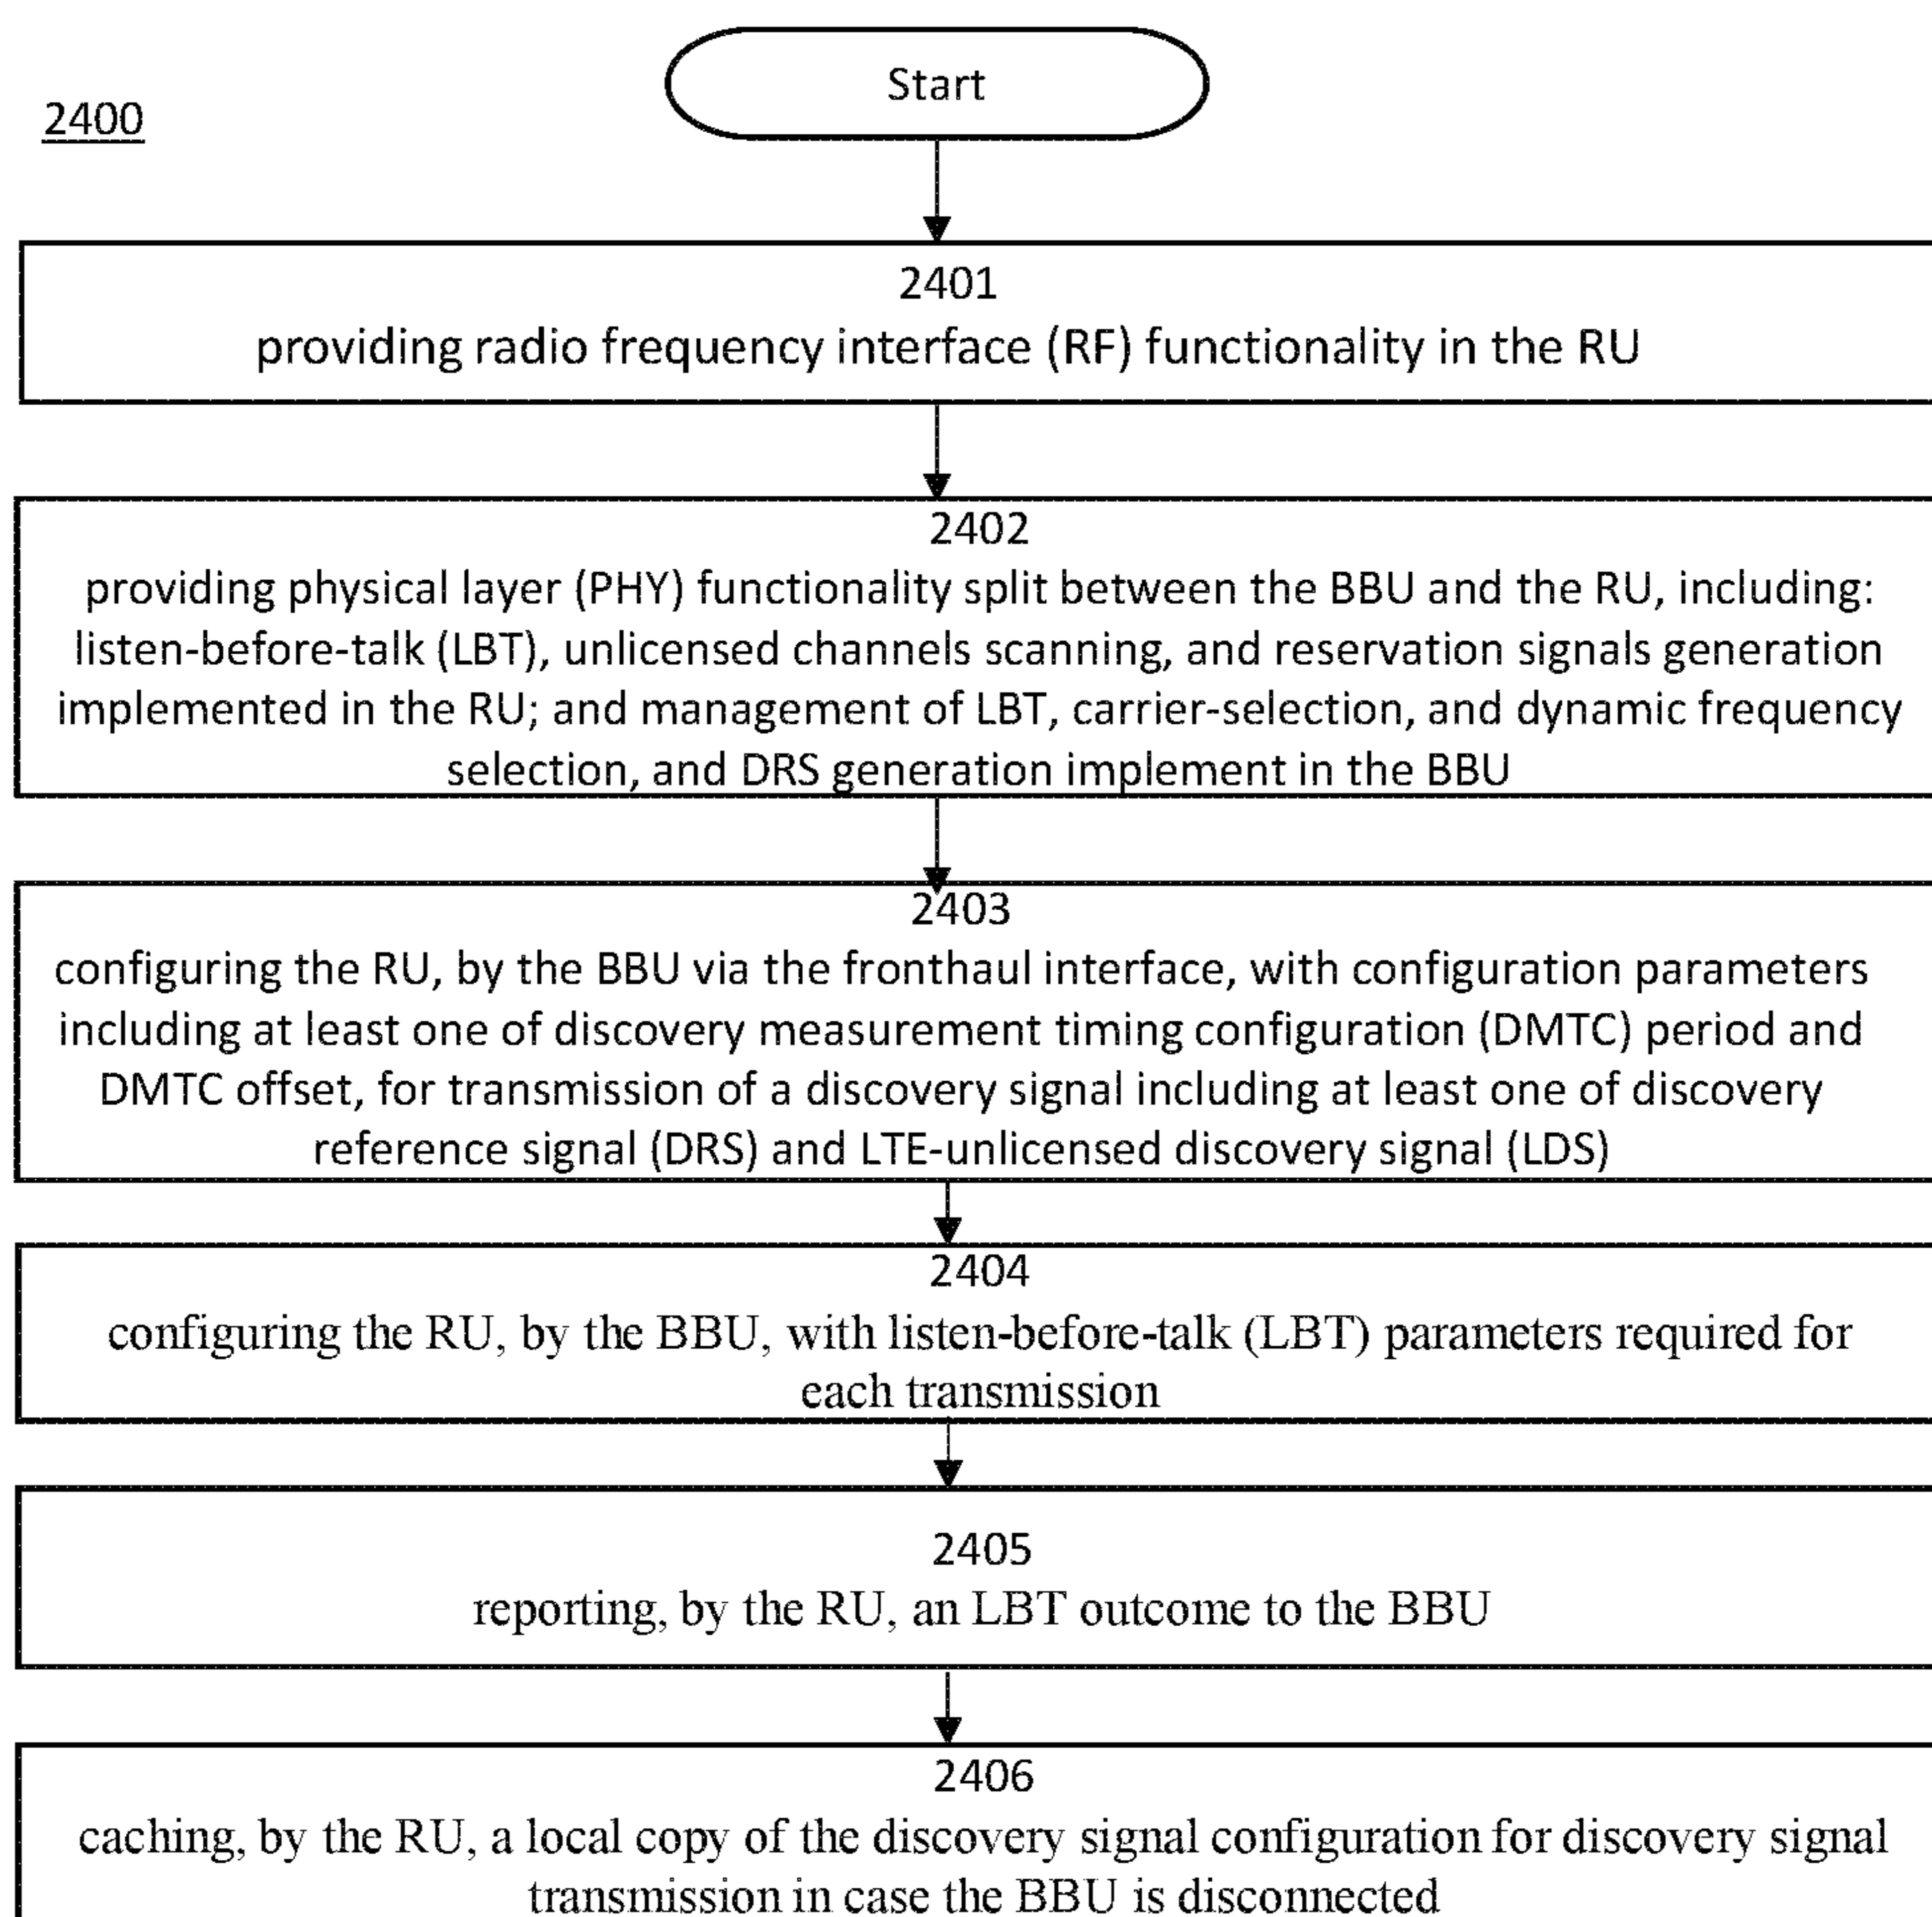 Start
2400
2401
providing radio frequency interface (RF) functionality in the RU
2402
providing physical layer (PHY) functionality split between the BBU and the RU, including:
listen-before-talk (LBT), unlicensed channels scanning, and reservation signals generation
implemented in the RU; and management of LBT, carrier-selection, and dynamic frequency
selection, and DRS generation implement in the BBU
2403
configuring the RU, by the BBU via the fronthaul interface, with configuration parameters
including at least one of discovery measurement timing configuration (DMTC) period and
DMTC offset, for transmission of a discovery signal including at least one of discovery
reference signal (DRS) and LTE-unlicensed discovery signal (LDS)
2404
configuring the RU, by the BBU, with listen-before-talk (LBT) parameters required for
each transmission
2405
reporting, by the RU, an LBT outcome to the BBU
2406
caching, by the RU, a local copy of the discovery signal configuration for discovery signal
transmission in case the BBU is disconnected